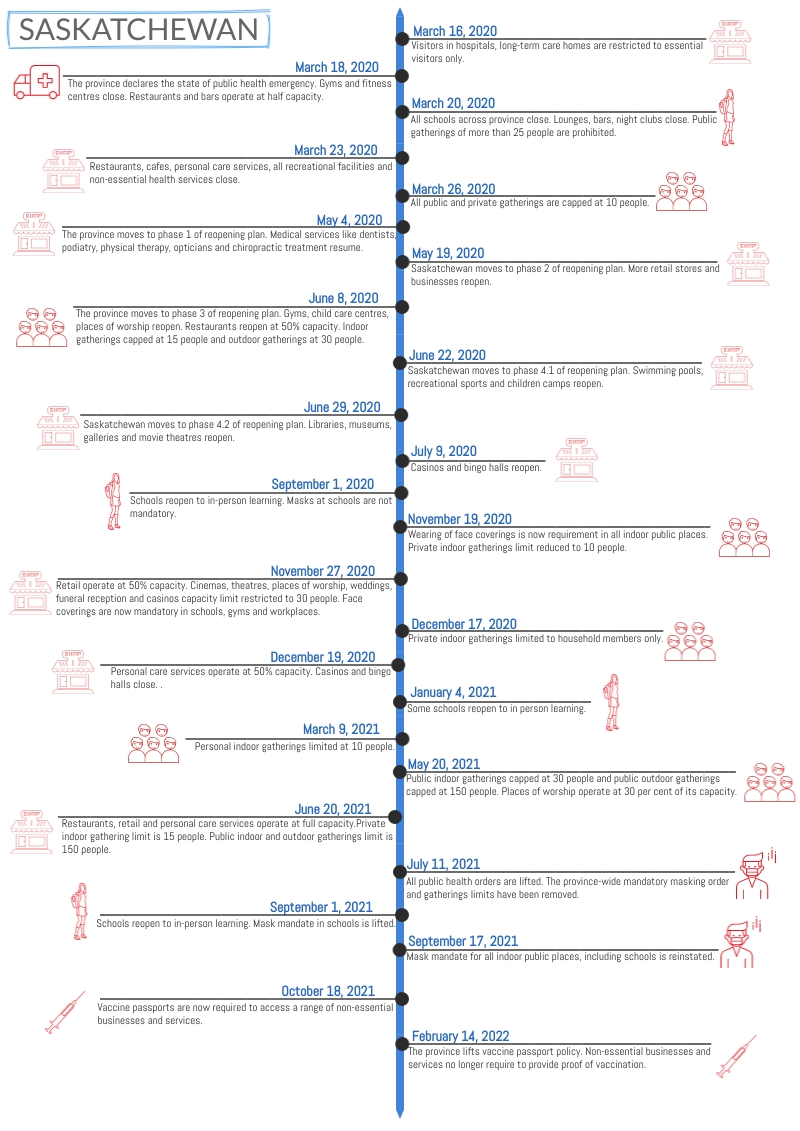 SASKATCHEWAN
March 16, 2020
Visitors in hospitals, long-term care homes are restricted to essential
visitors only.
March 18, 2020
The province declares the state of public health emergency. Gyms and fitness
centres close. Restaurants and bars operate at half capacity.
March 20, 2020
All schools across province close. Lounges, bars, night clubs close. Public
gatherings of more than 25 people are prohibited.
March 23, 2020
Restaurants, cafes, personal care services, all recreational facilities and
non-essential health services close.
March 26, 2020
All public and private gatherings are capped at 10 people.
May 4, 2020
The province moves to phase 1 of reopening plan. Medical services like dentists,
podiatry, physical therapy, opticians and chiropractic treatment resume.
May 19, 2020
Saskatchewan moves to phase 2 of reopening plan. More retail stores and
businesses reopen.
June 8, 2020
The province moves to phase 3 of reopening plan. Gyms, child care centres,
places of worship reopen. Restaurants reopen at 50% capacity. Indoor
gatherings capped at 15 people and outdoor gatherings at 30 people.
June 22, 2020
Saskatchewan moves to phase 4.1 of reopening plan. Swimming pools,
recreational sports and children camps reopen.
June 29, 2020
Saskatchewan moves to phase 4.2 of reopening plan. Libraries, museums,
galleries and movie theatres reopen.
July 9, 2020
Casinos and bingo halls reopen.
September 1, 2020
Schools reopen to in-person learning. Masks at schools are not
mandatory.
November 19, 2020
Wearing of face coverings is now requirement in all indoor public places.
Private indoor gatherings limit reduced to 10 people.
November 27, 2020
Retail operate at 50% capacity. Cinemas, theatres, places of worship, weddings,
funeral reception and casinos capacity limit restricted to 30 people. Face
coverings are now mandatory in schools, gyms and workplaces.
December 17, 2020
Private indoor gatherings limited to household members only.
December 19, 2020
Personal care services operate at 50% capacity. Casinos and bingo
halls close. .
January 4, 2021
Some schools reopen to in person learning.
March 9, 2021
Personal indoor gatherings limited at 10 people.
May 20, 2021
Public indoor gatherings capped at 30 people and public outdoor gatherings
capped at 150 people. Places of worship operate at 30 per cent of its capacity.
June 20, 2021
Restaurants, retail and personal care services operate at full capacity.Private
indoor gathering limit is 15 people. Public indoor and outdoor gatherings limit is
150 people.
July 11, 2021
All public health orders are lifted. The province-wide mandatory masking order
and gatherings limits have been removed.
September 1, 2021
Schools reopen to in-person learning. Mask mandate in schools is lifted.
September 17, 2021
Mask mandate for all indoor public places, including schools is reinstated.
October 18, 2021
Vaccine passports are now required to access a range of non-essential
businesses and services.
February 14, 2022
The province lifts vaccine passport policy. Non-essential businesses and
services no longer require to provide proof of vaccination.
SHOP
SHOP
SHOP
SHOP
SHOP
SHOP
SHOP
SHOP
SHOP
SHOP